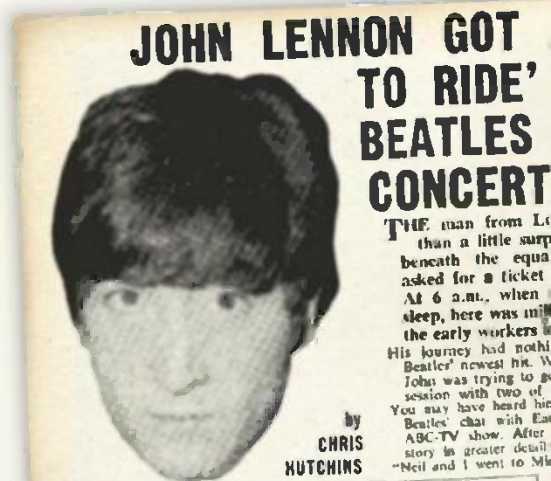 JOHN LENNON GOT
TO RIDE'
BEATLES
CONCERT
THE man from
than a little surp
beneath the equa
asked for a ticket
At 6 a.m., when
sleep, here was
the early workers
His journey had nothi
Beatles' newest hit. W
John was trying to
session with two of
You may have heard
Beatles' chat with
ABC-TV show. After
story in greater detail
"Neil and I went to
by
CHRIS
HUTCHINS